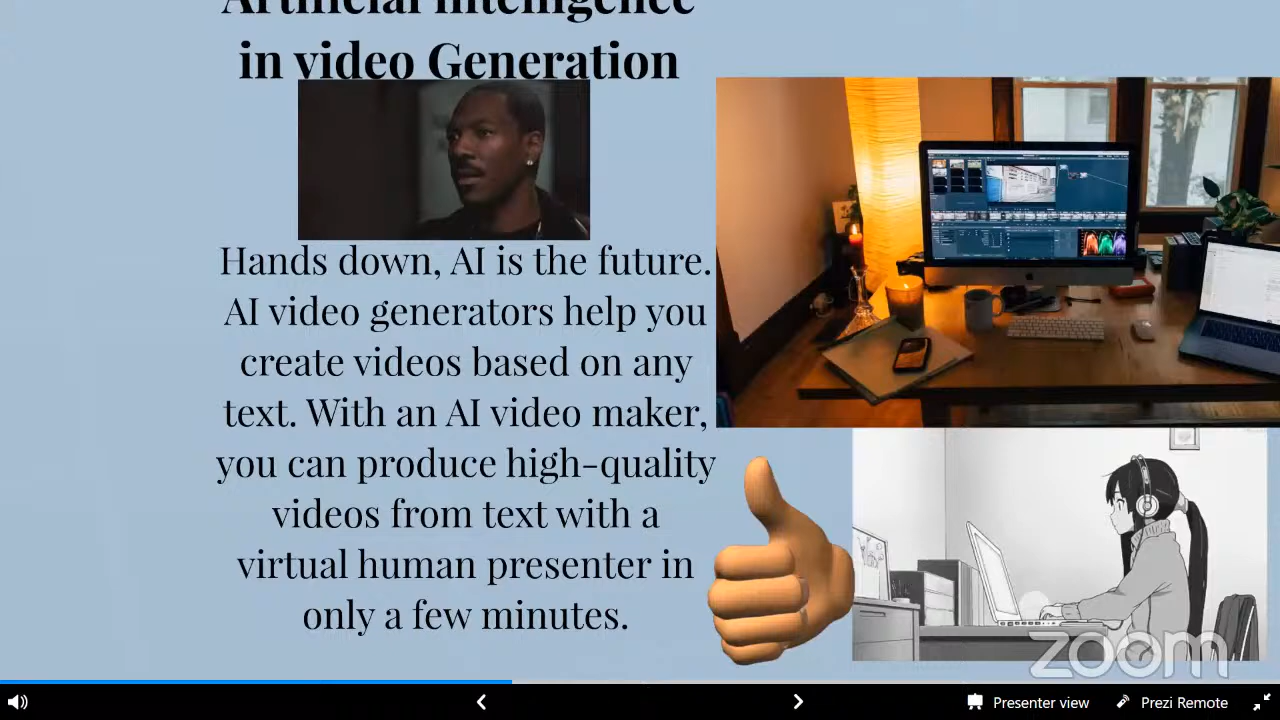 Artificial intelligence
in video Generation
Hands down, AI is the future.
AI video generators help you
create videos based on any
text. With an AI video maker,
you can produce high-quality
videos from text with a
virtual human presenter in
only a few minutes.
zoom
Presenter view
Prezi Remote